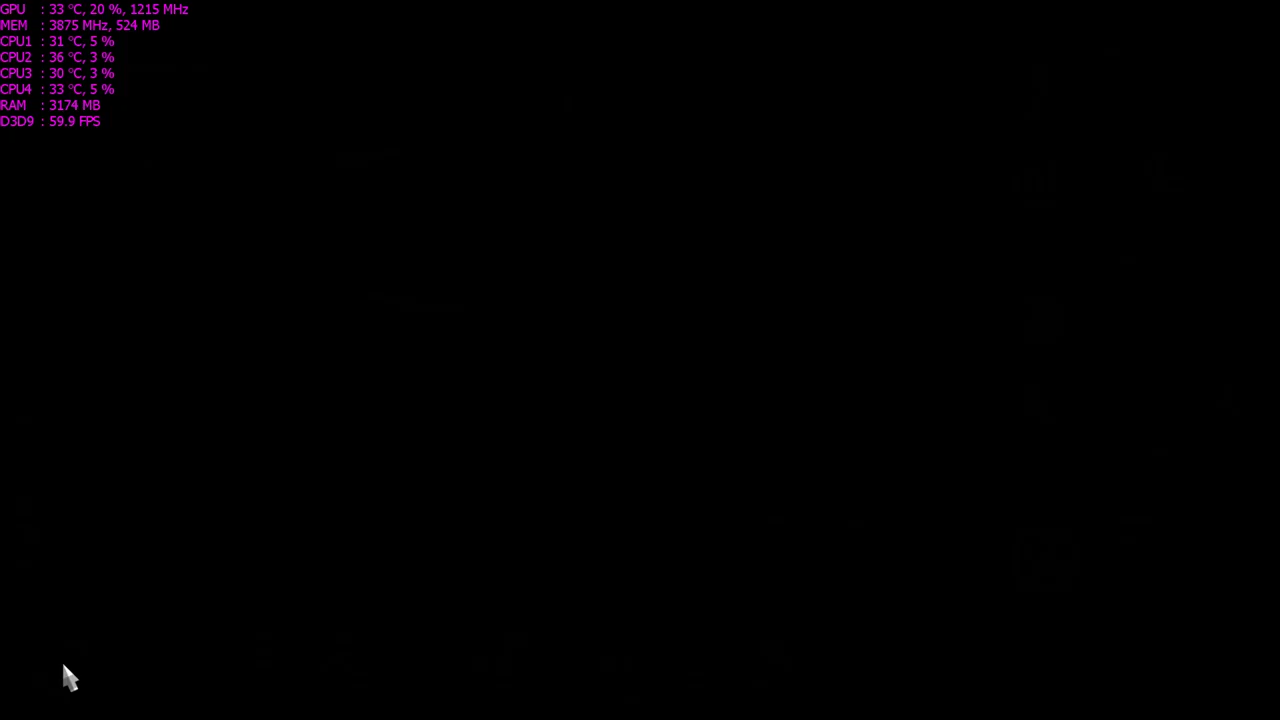 GPU : 33 °C, 20 %, 1215 MHz
MEM : 3875 MHz, 524 MB
CPU1 : 31 °C, 5 %
CPU2 : 36 °C, 3 %
CPU3 : 30 °C, 3 %
CPU4 : 33 °C, 5 %
RAM : 3174 MB
D3D9 : 59.9 FPS